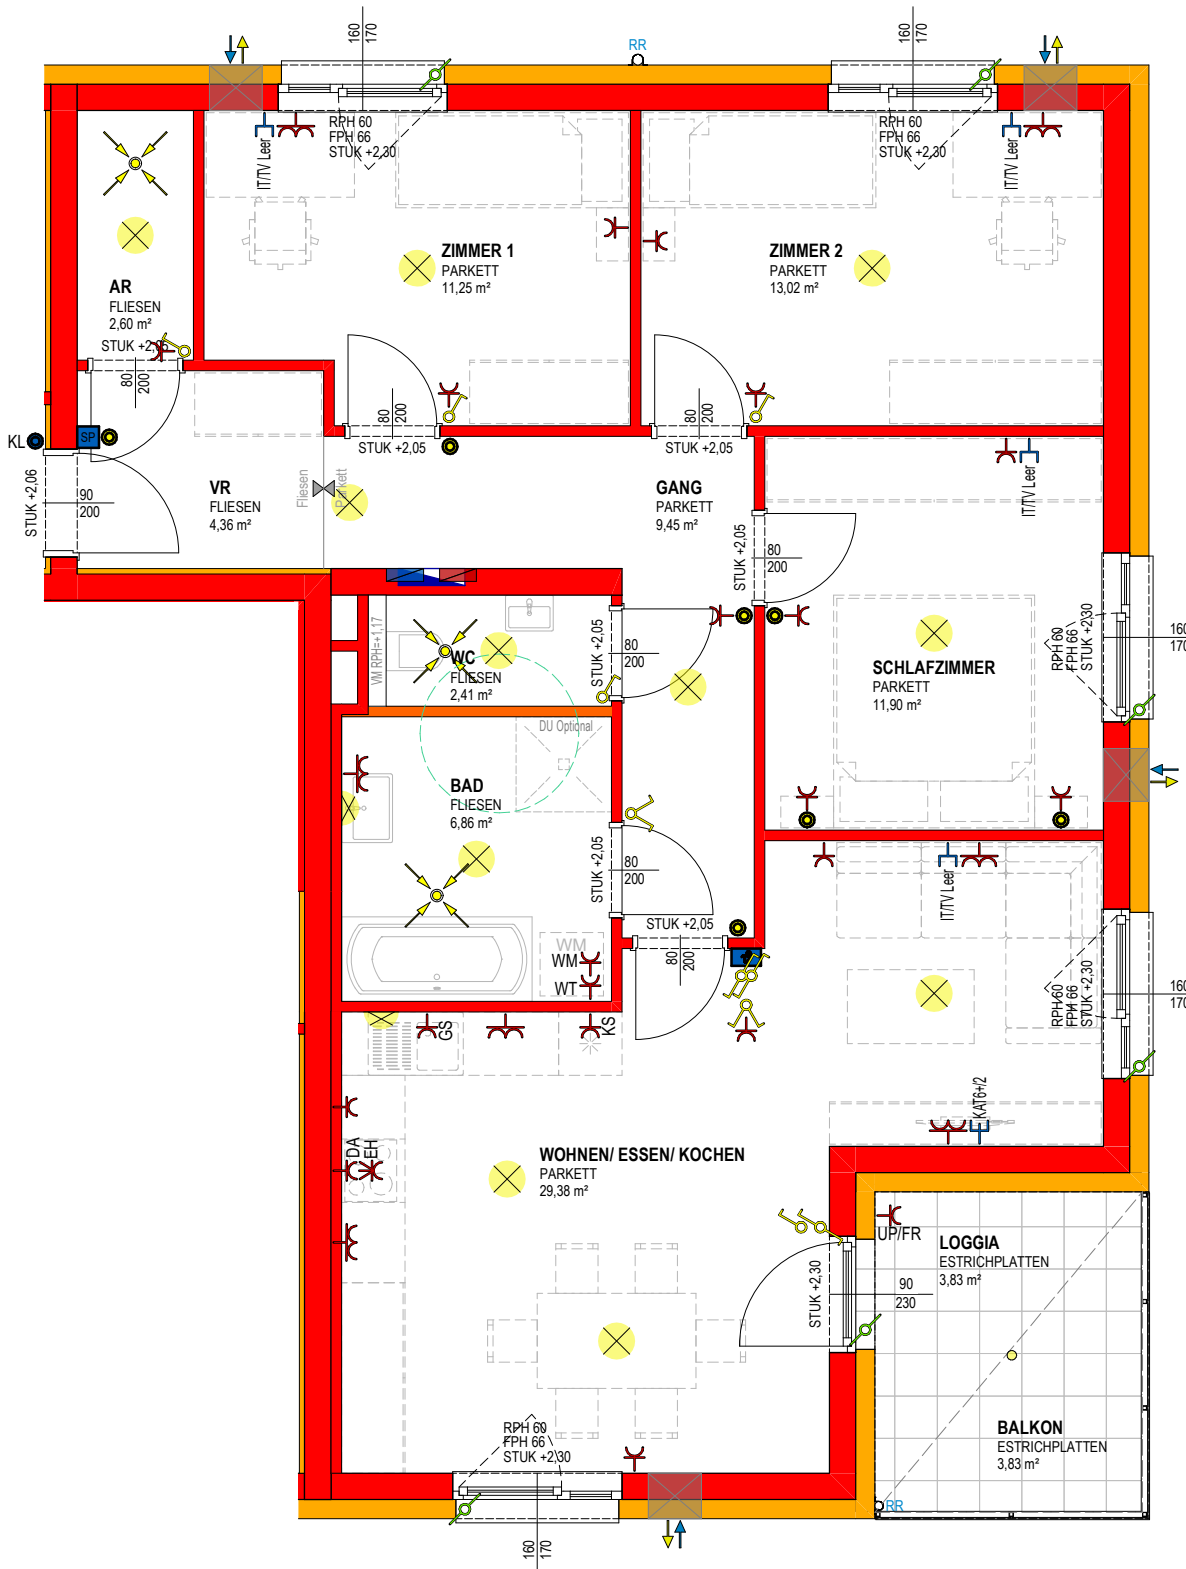 160
170
RR
160
170
RPH 60
FPH 66
STUK +2,30
IT/TV Leer
RPH 60
FPH 66
STUK +2,30
IT/TV Leer
ZIMMER 1
PARKETT
11,25 m²
ZIMMER 2
PARKETT
13,02 m²
AR
FLIESEN
2,60 m²
STUK +2,05
80
200
80
200
STUK +2,05
80
200
STUK +2,05
KL
SP
STUK +2,06
90
200
VR
FLIESEN
4,36 m²
Fliesen
Parkett
GANG
PARKETT
9,45 m²
IT/TV Leer
STUK +2,05
80
200
VM RPH=+1,17
WC
FLIESEN
2,41 m²
STUK +2,05
80
200
SCHLAFZIMMER
PARKETT
11,90 m²
RPH 60
FPH 66
STUK +2,30
160
170
DU Optional
BAD
FLIESEN
6,86 m²
STUK +2,05
80
200
STUK +2,05
80
200
WM
WM
WT
IT/TV Leer
RPH 60
FPH 66
STUK +2,30
160
170
GS
KS
KAT6+/2
DA
EH
WOHNEN/ ESSEN/ KOCHEN
PARKETT
29,38 m²
UP/FR
LOGGIA
ESTRICHPLATTEN
3,83 m²
STUK +2,30
90
230
BALKON
ESTRICHPLATTEN
3,83 m²
RPH 60
FPH 66
STUK +2,30
RR
160
170